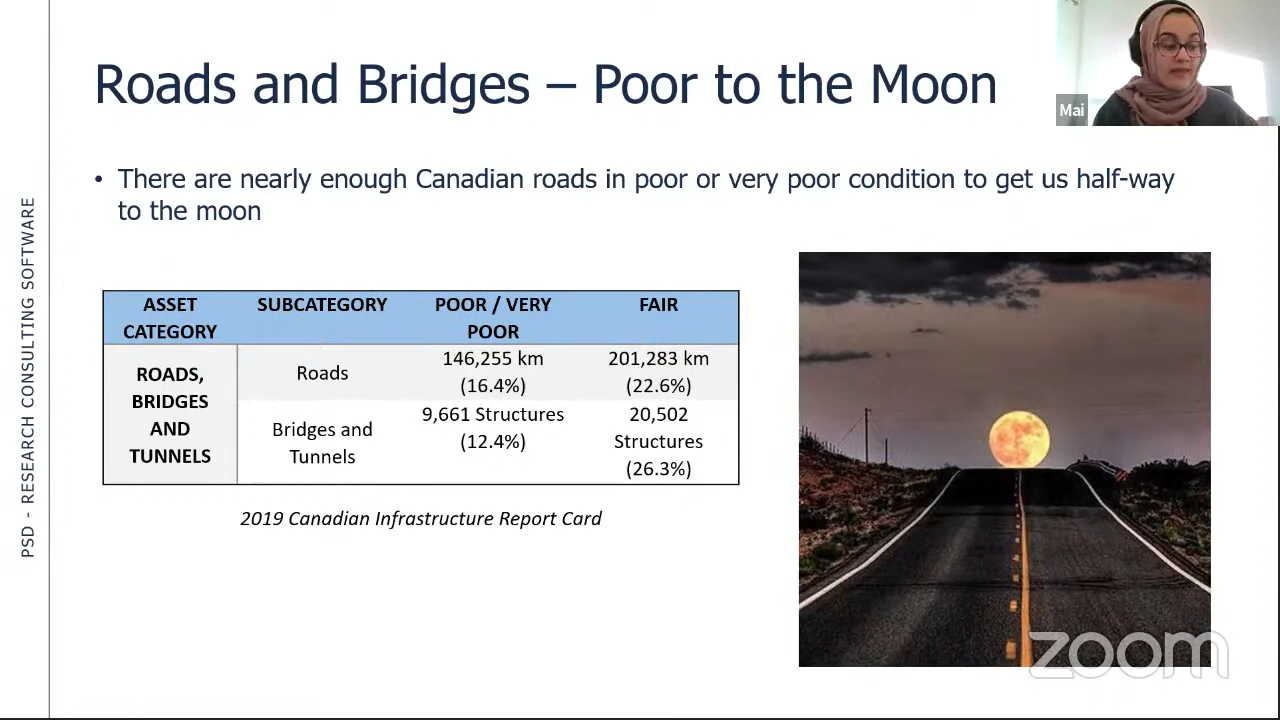 Roads and Bridges – Poor to the Moon
Mai
• There are nearly enough Canadian roads in poor or very poor condition to get us half-way
to the moon
PSD - RESEARCH CONSULTING SOFTWARE
ASSET CATEGORY SUBCATEGORY POOR / VERY POOR FAIR
ROADS, BRIDGES AND TUNNELS
Roads 146,255 km (16.4%) 201,283 km (22.6%)
Bridges and Tunnels 9,661 Structures (12.4%) 20,502 Structures (26.3%)
2019 Canadian Infrastructure Report Card
zoom